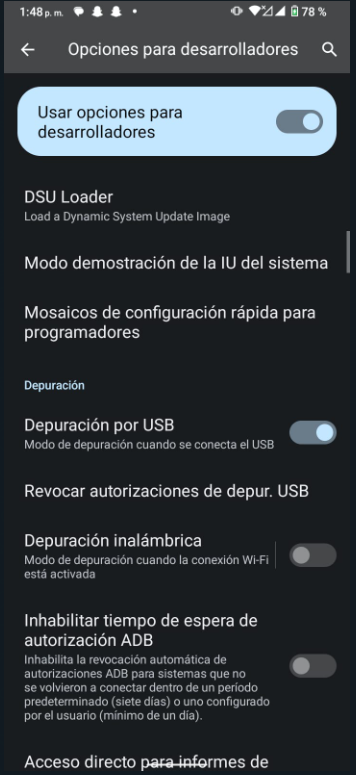 1:48 p. m.
78 %
Opciones para desarrolladores
Usar opciones para
desarrolladores
DSU Loader
Load a Dynamic System Update Image
Modo demostración de la IU del sistema
Mosaicos de configuración rápida para
programadores
Depuración
Depuración por USB
Modo de depuración cuando se conecta el USB
Revocar autorizaciones de depur. USB
Depuración inalámbrica
Modo de depuración cuando la conexión Wi-Fi
está activada
Inhabilitar tiempo de espera de
autorización ADB
Inhabilita la revocación automática de
autorizaciones ADB para sistemas que no
se volvieron a conectar dentro de un período
predeterminado (siete días) o uno configurado
por el usuario (mínimo de un día).
Acceso directo para informes de